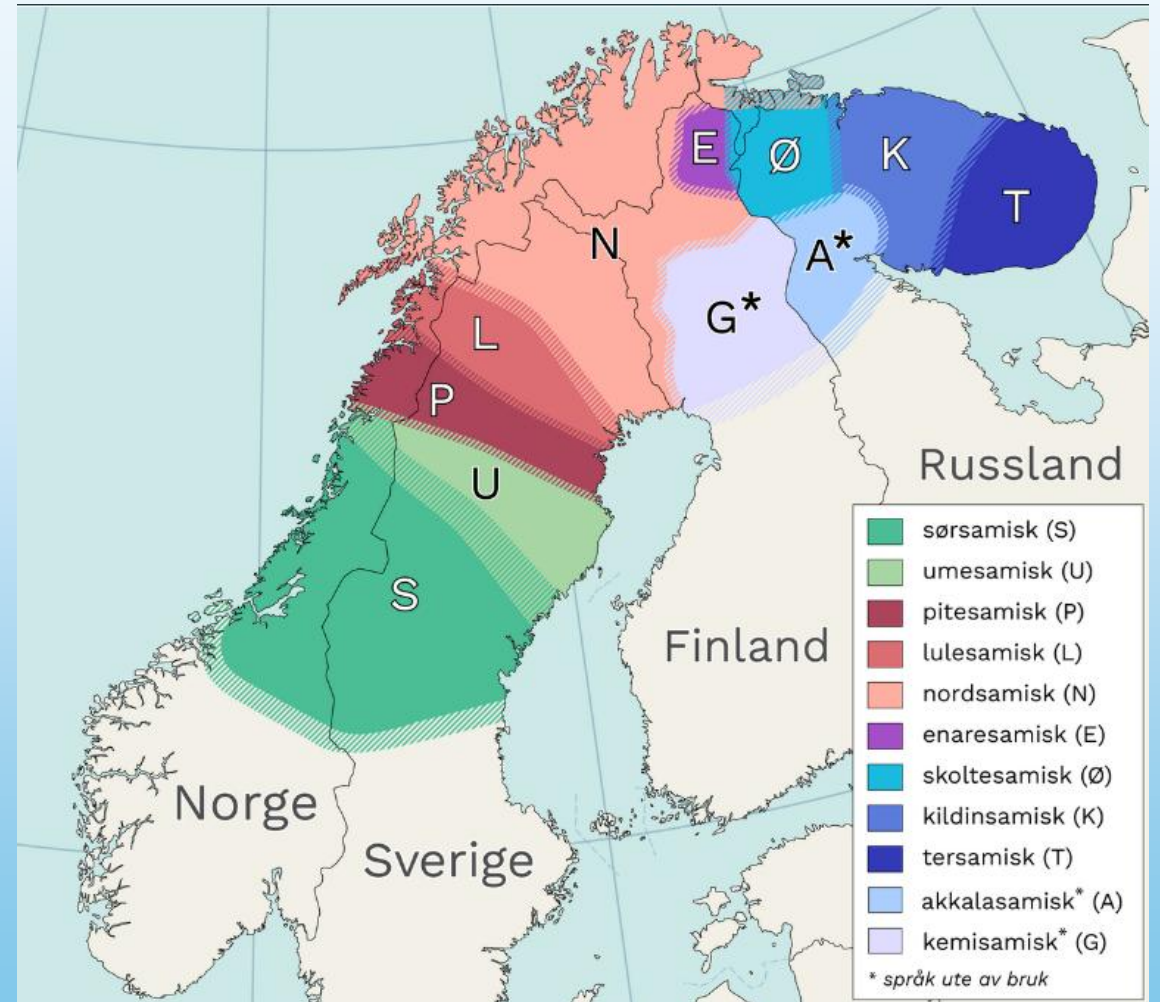 E
Ø
K
T
N
A*
G*
L
P
U
S
Russland
Finland
Norge
Sverige
sørsamisk (S)
umesamisk (U)
pitesamisk (P)
lulesamisk (L)
nordsamisk (N)
enaresamisk (E)
skoltesamisk (Ø)
kildinsamisk (K)
tersamisk (T)
akkalasamisk* (A)
kemisamisk* (G)
* språk ute av bruk